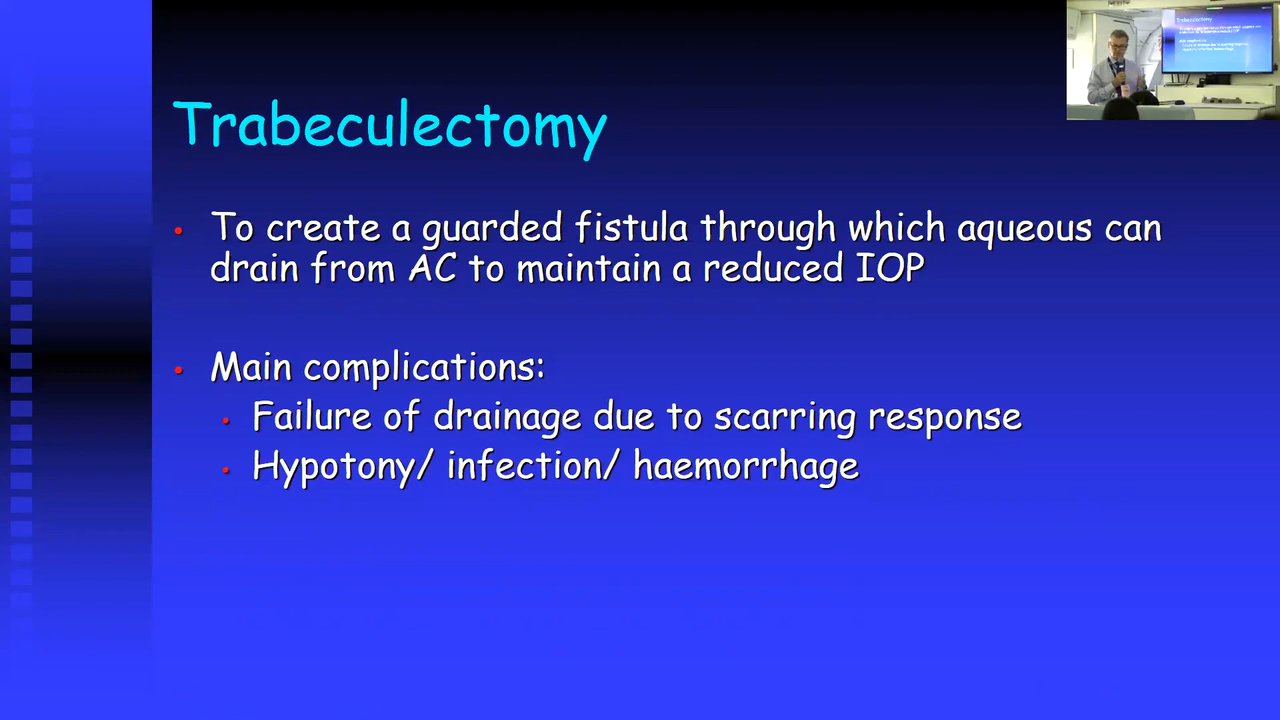 Trabeculectomy
• To create a guarded fistula through which aqueous can
drain from AC to maintain a reduced IOP
• Main complications:
• Failure of drainage due to scarring response
• Hypotony/ infection/ haemorrhage
Trabeculectomy